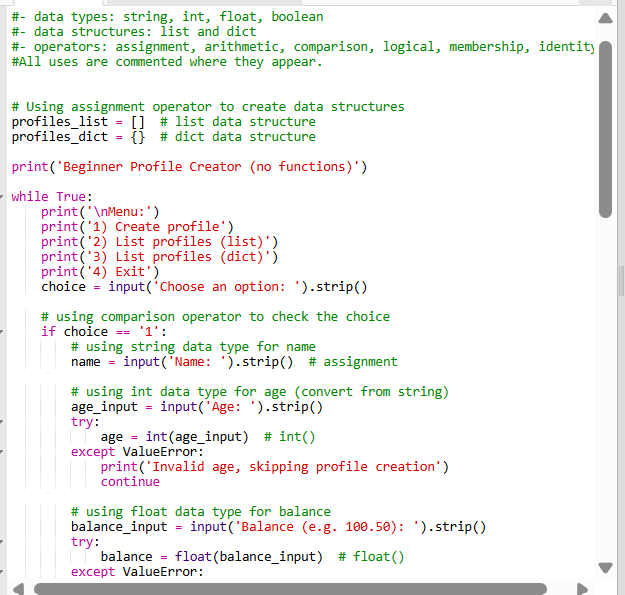 #- data types: string, int, float, boolean
#- data structures: list and dict
#- operators: assignment, arithmetic, comparison, logical, membership, identity
#All uses are commented where they appear.
# Using assignment operator to create data structures
profiles_list = []  # list data structure
profiles_dict = {}  # dict data structure
print('Beginner Profile Creator (no functions)')
while True:
    print('\nMenu:')
    print('1) Create profile')
    print('2) List profiles (list)')
    print('3) List profiles (dict)')
    print('4) Exit')
    choice = input('Choose an option: ').strip()
    # using comparison operator to check the choice
    if choice == '1':
        # using string data type for name
        name = input('Name: ').strip()  # assignment
        # using int data type for age (convert from string)
        age_input = input('Age: ').strip()
        try:
            age = int(age_input)  # int()
        except ValueError:
            print('Invalid age, skipping profile creation')
            continue
        # using float data type for balance
        balance_input = input('Balance (e.g. 100.50): ').strip()
        try:
            balance = float(balance_input)  # float()
        except ValueError: